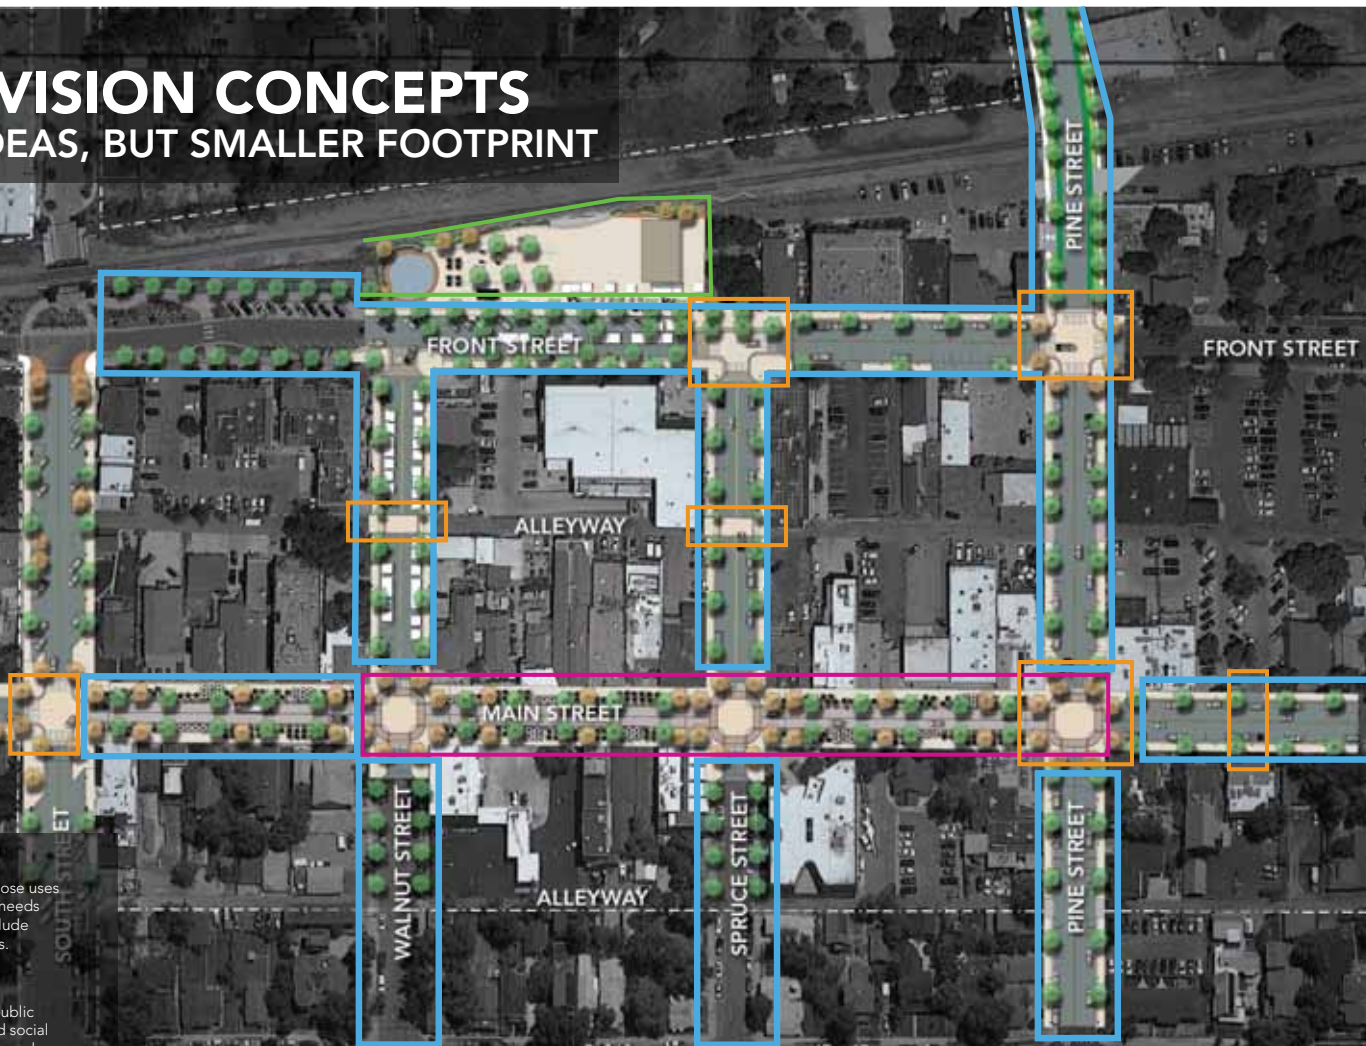 VISION CONCEPTS
DEAS, BUT SMALLER FOOTPRINT
PINE STREET
FRONT STREET
FRONT STREET
ALLEYWAY
MAIN STREET
SOUTH STREET
WALNUT STREET
SPRUCE STREET
PINE STREET
ALLEYWAY
ose uses
needs
lude
s.
ublic
d social